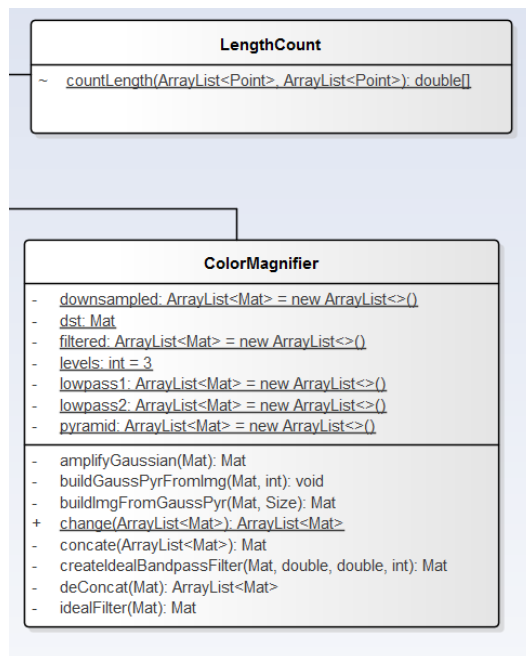 LengthCount
~ countLength(ArrayList<Point>, ArrayList<Point>): double[]
ColorMagnifier
- downsampled: ArrayList<Mat> = new ArrayList<>()
- dst: Mat
- filtered: ArrayList<Mat> = new ArrayList<>()
- levels: int = 3
- lowpass1: ArrayList<Mat> = new ArrayList<>()
- lowpass2: ArrayList<Mat> = new ArrayList<>()
- pyramid: ArrayList<Mat> = new ArrayList<>()
- amplifyGaussian(Mat): Mat
- buildGaussPyrFromImg(Mat, int): void
- buildImgFromGaussPyr(Mat, Size): Mat
+ change(ArrayList<Mat>): ArrayList<Mat>
- concate(ArrayList<Mat>): Mat
- createIdealBandpassFilter(Mat, double, double, int): Mat
- deConcat(Mat): ArrayList<Mat>
- idealFilter(Mat): Mat